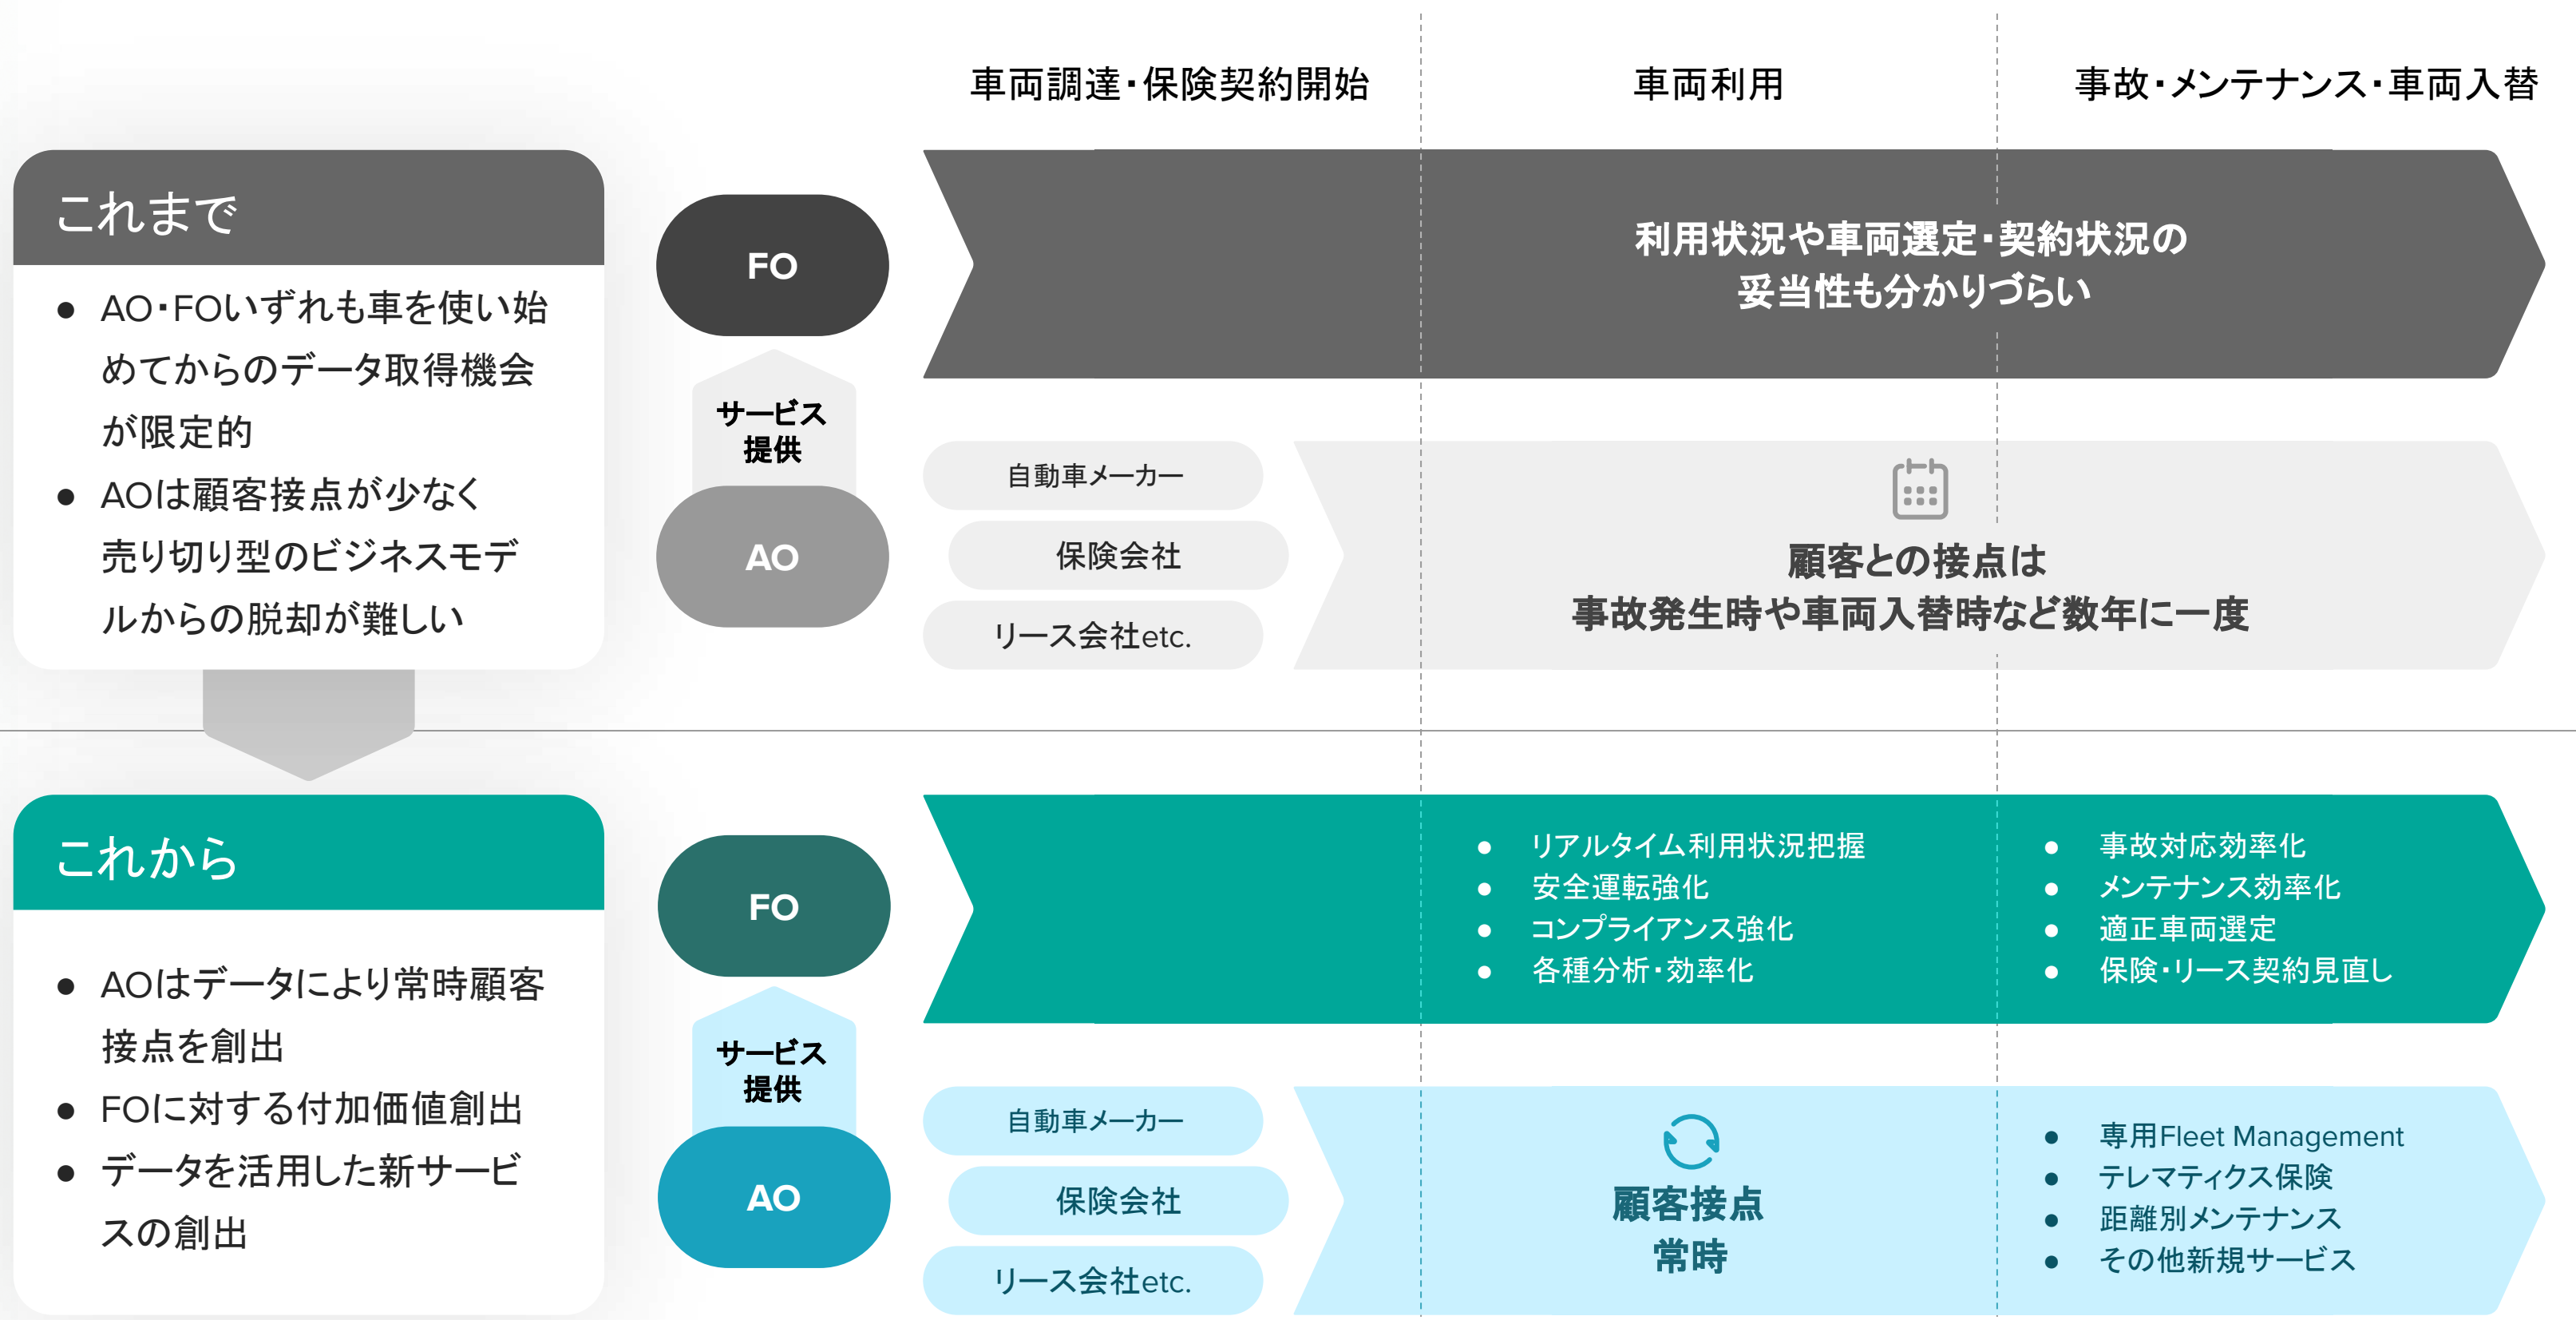 車両調達・保険契約開始
車両利用
事故・メンテナンス・車両入替
これまで
● AO・FOいずれも車を使い始
めてからのデータ取得機会
が限定的
● AOは顧客接点が少なく
売り切り型のビジネスモデ
ルからの脱却が難しい
FO
サービス
提供
AO
利用状況や車両選定・契約状況の
妥当性も分かりづらい
自動車メーカー
保険会社
リース会社etc.
顧客との接点は
事故発生時や車両入替時など数年に一度
これから
● AOはデータにより常時顧客
接点を創出
● FOに対する付加価値創出
● データを活用した新サービ
スの創出
FO
サービス
提供
AO
● リアルタイム利用状況把握
● 安全運転強化
● コンプライアンス強化
● 各種分析・効率化
● 事故対応効率化
● メンテナンス効率化
● 適正車両選定
● 保険・リース契約見直し
自動車メーカー
保険会社
リース会社etc.
顧客接点
常時
● 専用Fleet Management
● テレマティクス保険
● 距離別メンテナンス
● その他新規サービス